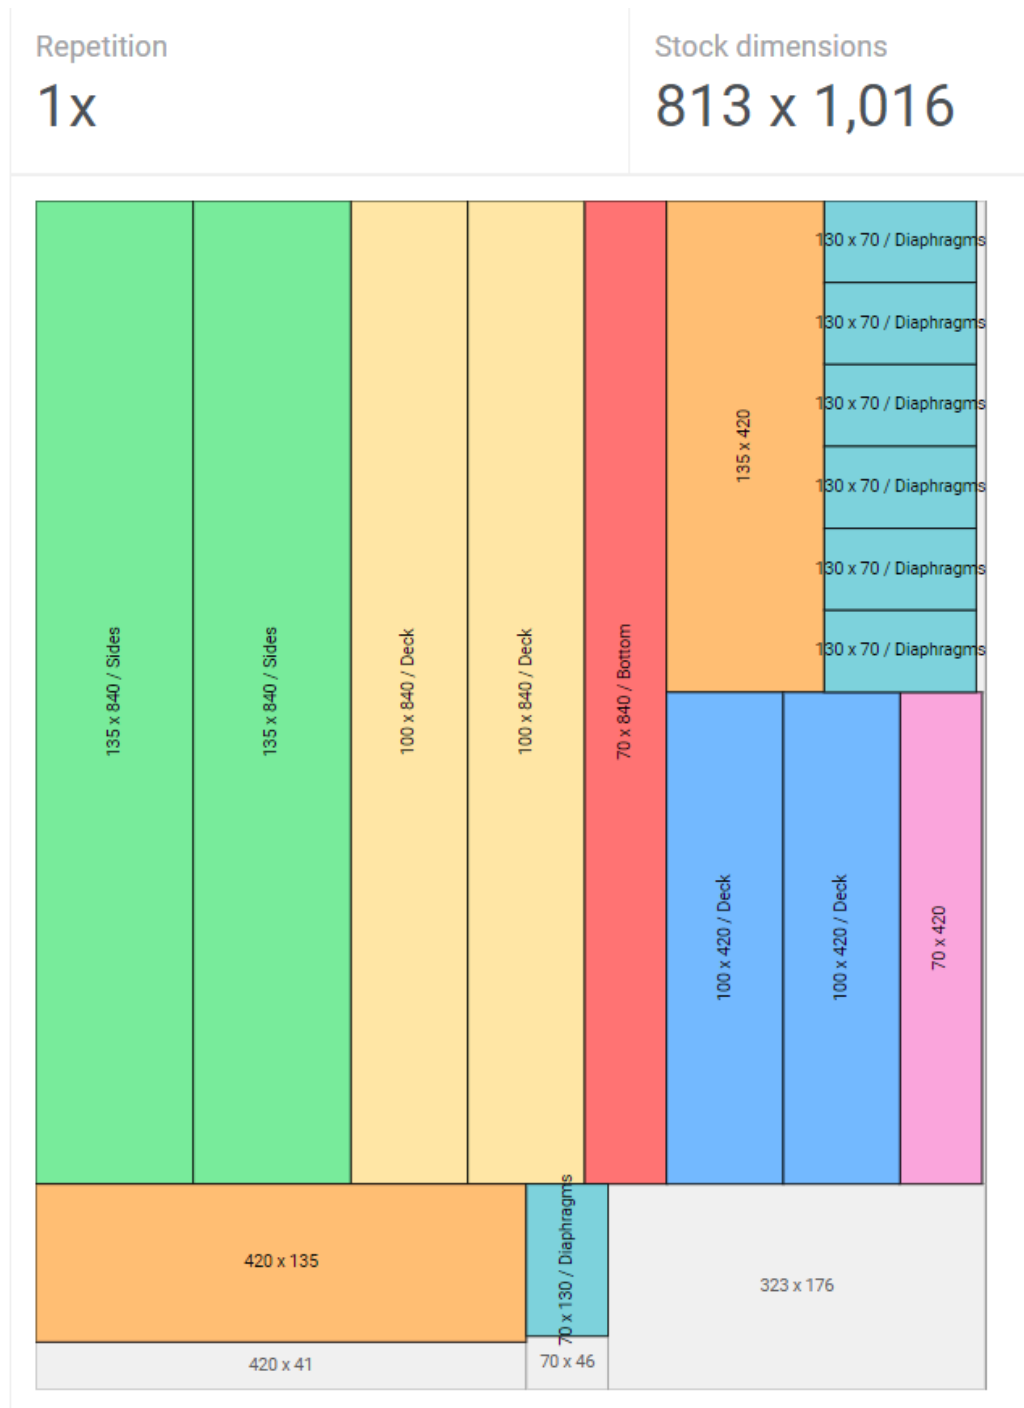 Repetition
1x
Stock dimensions
813 x 1,016
135 x 840 / Sides
135 x 840 / Sides
100 x 840 / Deck
100 x 840 / Deck
70 x 840 / Bottom
135 x 420
130 x 70 / Diaphragms
130 x 70 / Diaphragms
130 x 70 / Diaphragms
130 x 70 / Diaphragms
130 x 70 / Diaphragms
130 x 70 / Diaphragms
100 x 420 / Deck
100 x 420 / Deck
70 x 420
420 x 135
70 x 130 / Diaphragms
323 x 176
420 x 41
70 x 46